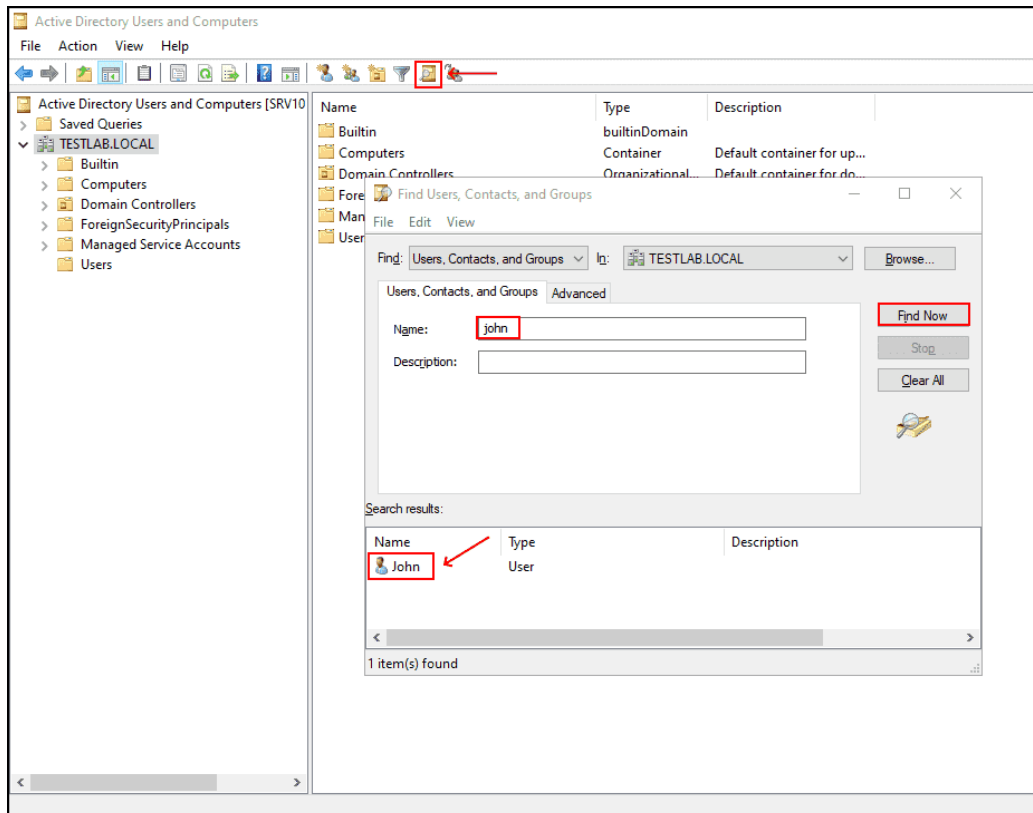 Active Directory Users and Computers
File Action View Help
Active Directory Users and Computers [SRV10
Saved Queries
TESTLAB.LOCAL
Builtin
Computers
Domain Controllers
ForeignSecurityPrincipals
Managed Service Accounts
Users
Name Type Description
Builtin builtinDomain
Computers Container Default container for up...
Domain Controllers Organizational... Default container for do...
Fore
Man
User
Find Users, Contacts, and Groups
File Edit View
Find: Users, Contacts, and Groups In: TESTLAB.LOCAL Browse...
Users, Contacts, and Groups Advanced
Name: john
Description:
Find Now
Stop
Clear All
Search results:
Name Type Description
John User
1 item(s) found